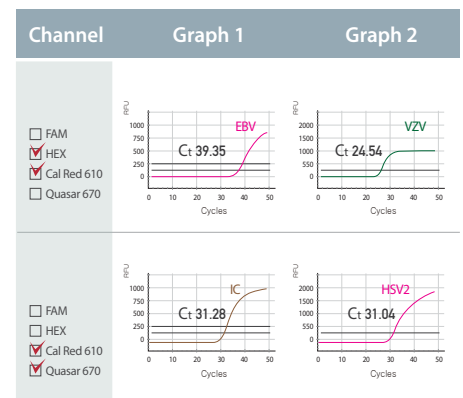 Channel Graph 1 Graph 2
FAM
HEX
Cal Red 610
Quasar 670
RFU
1000
750
500
250
0
EBV
Ct 39.35
0 10 20 30 40 50
Cycles
RFU
2000
1500
1000
550
0
VZV
Ct 24.54
0 10 20 30 40 50
Cycles
FAM
HEX
Cal Red 610
Quasar 670
RFU
1000
750
500
250
0
IC
Ct 31.28
0 10 20 30 40 50
Cycles
RFU
2000
1500
1000
550
0
HSV2
Ct 31.04
0 10 20 30 40 50
Cycles